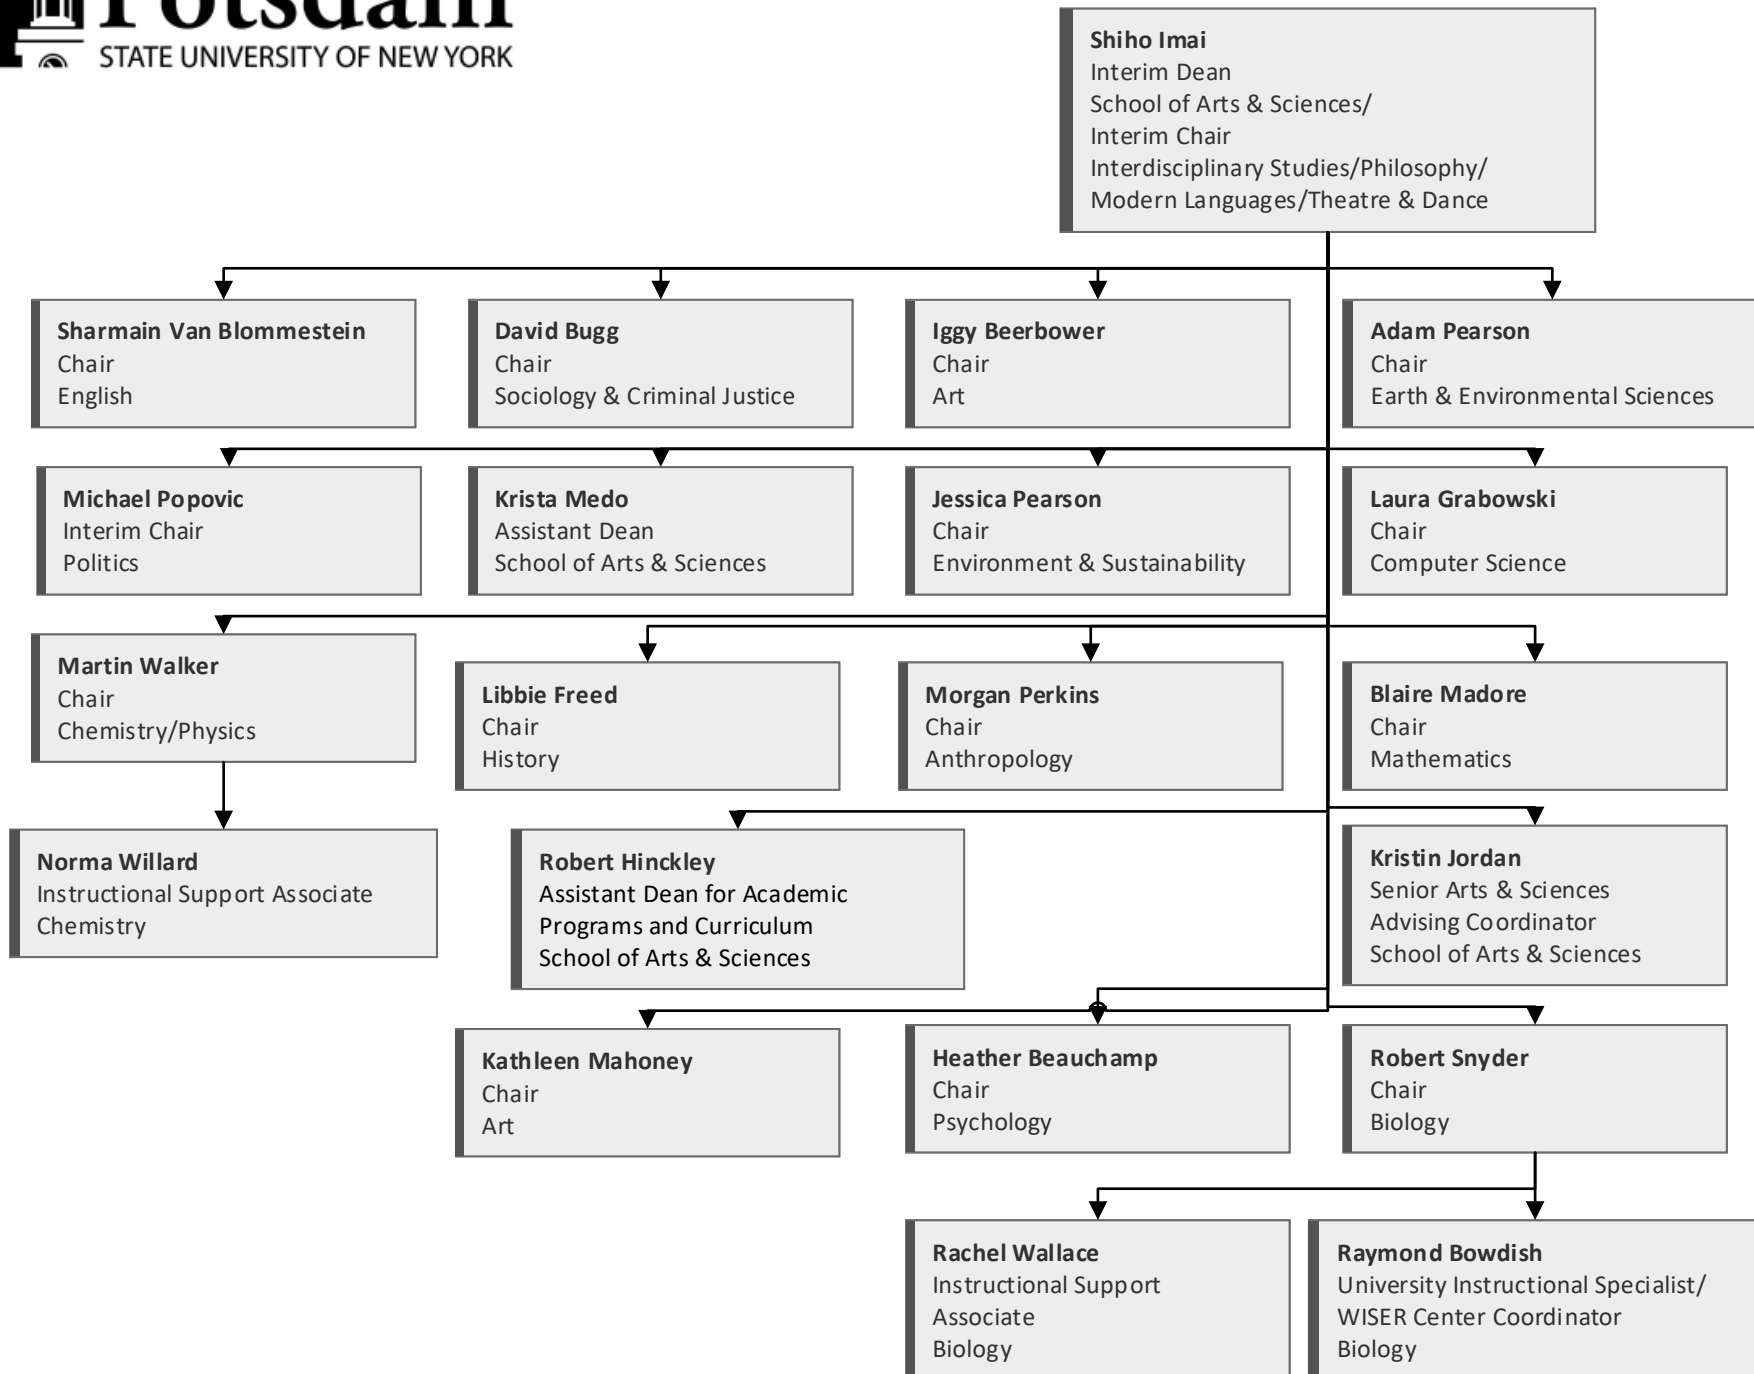 Potsdam
STATE UNIVERSITY OF NEW YORK
Shiho Imai
Interim Dean
School of Arts & Sciences/
Interim Chair
Interdisciplinary Studies/Philosophy/
Modern Languages/Theatre & Dance
Sharmain Van Blommestein
Chair
English
David Bugg
Chair
Sociology & Criminal Justice
Iggy Beerbower
Chair
Art
Adam Pearson
Chair
Earth & Environmental Sciences
Michael Popovic
Interim Chair
Politics
Krista Medo
Assistant Dean
School of Arts & Sciences
Jessica Pearson
Chair
Environment & Sustainability
Laura Grabowski
Chair
Computer Science
Martin Walker
Chair
Chemistry/Physics
Libbie Freed
Chair
History
Morgan Perkins
Chair
Anthropology
Blaire Madore
Chair
Mathematics
Norma Willard
Instructional Support Associate
Chemistry
Robert Hinckley
Assistant Dean for Academic
Programs and Curriculum
School of Arts & Sciences
Kristin Jordan
Senior Arts & Sciences
Advising Coordinator
School of Arts & Sciences
Kathleen Mahoney
Chair
Art
Heather Beauchamp
Chair
Psychology
Robert Snyder
Chair
Biology
Rachel Wallace
Instructional Support
Associate
Biology
Raymond Bowdish
University Instructional Specialist/
WISER Center Coordinator
Biology